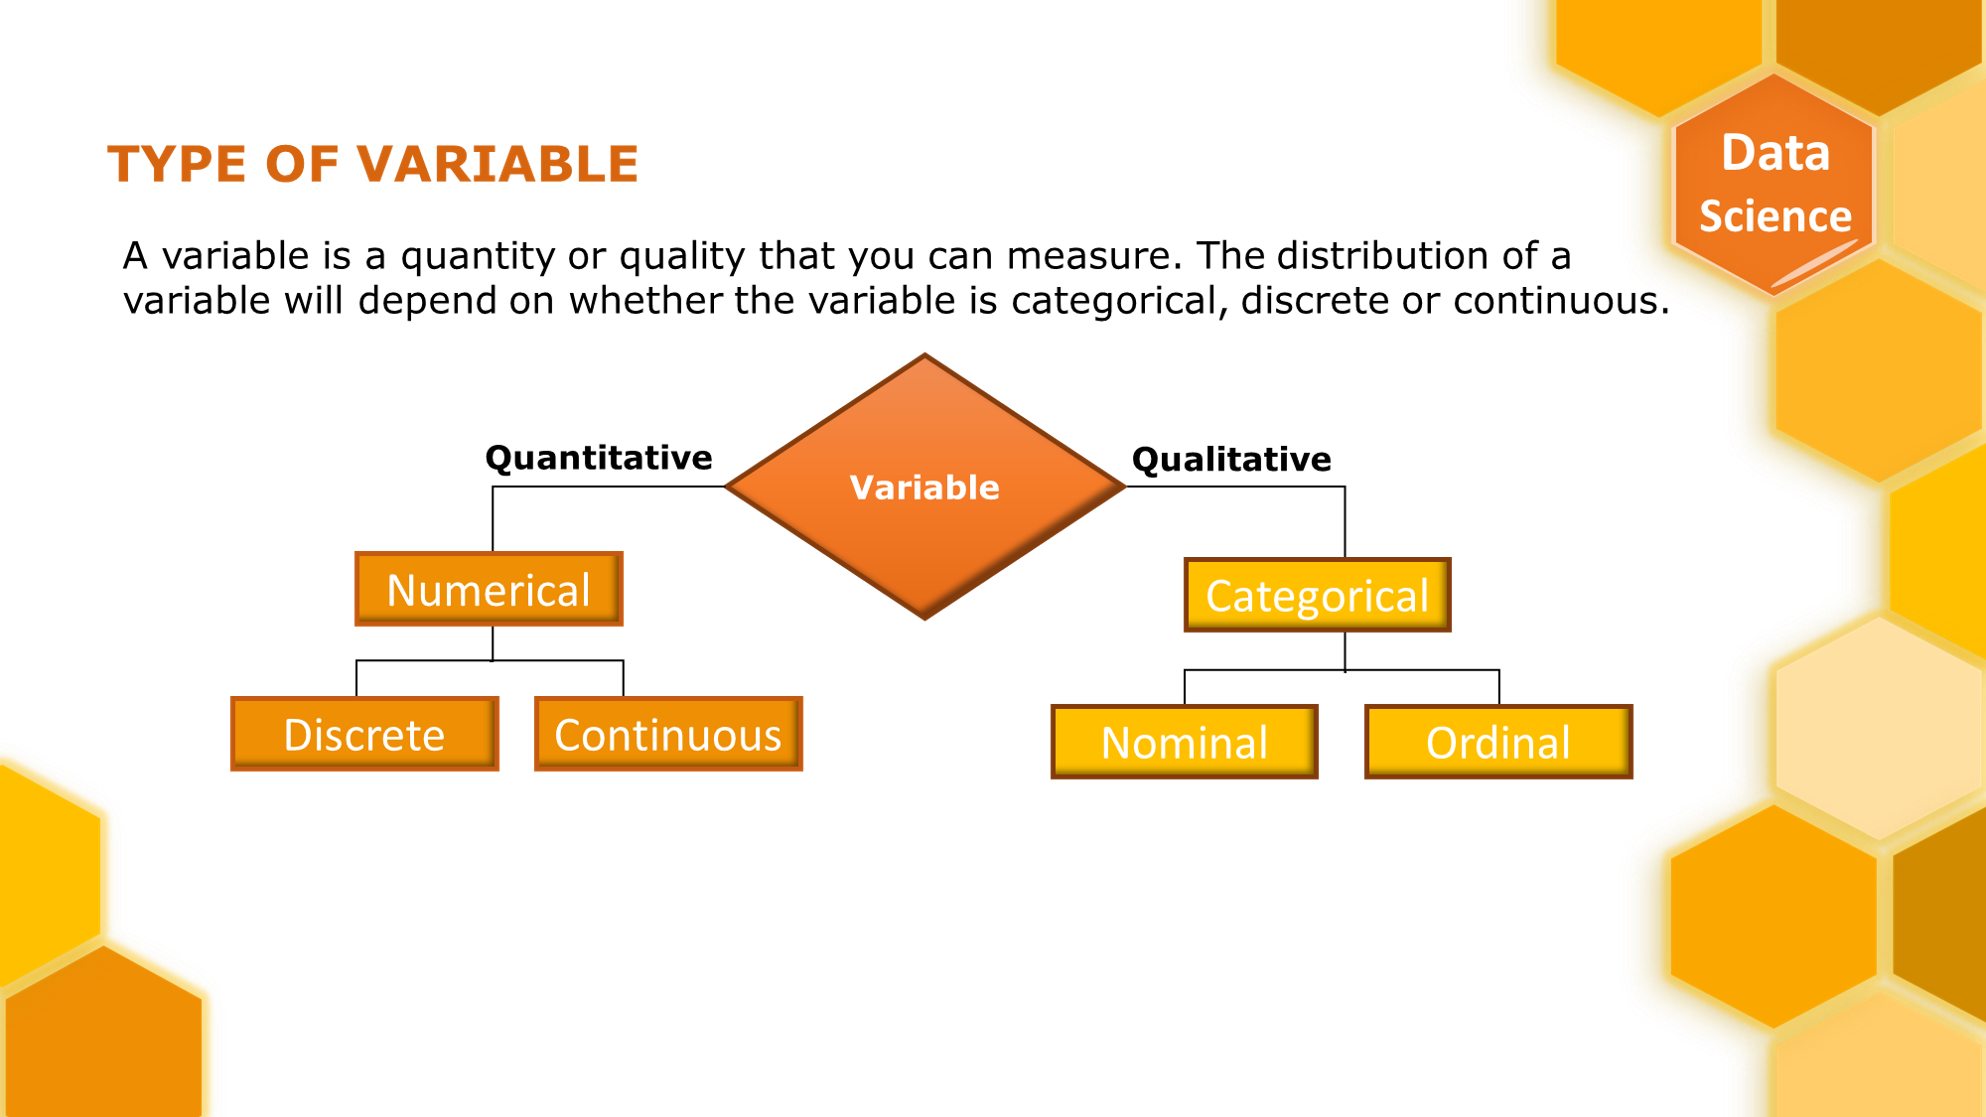 Data
Science
TYPE OF VARIABLE
A variable is a quantity or quality that you can measure. The distribution of a
variable will depend on whether the variable is categorical, discrete or continuous.
Quantitative
Qualitative
Variable
Numerical
Categorical
Discrete
Continuous
Nominal
Ordinal